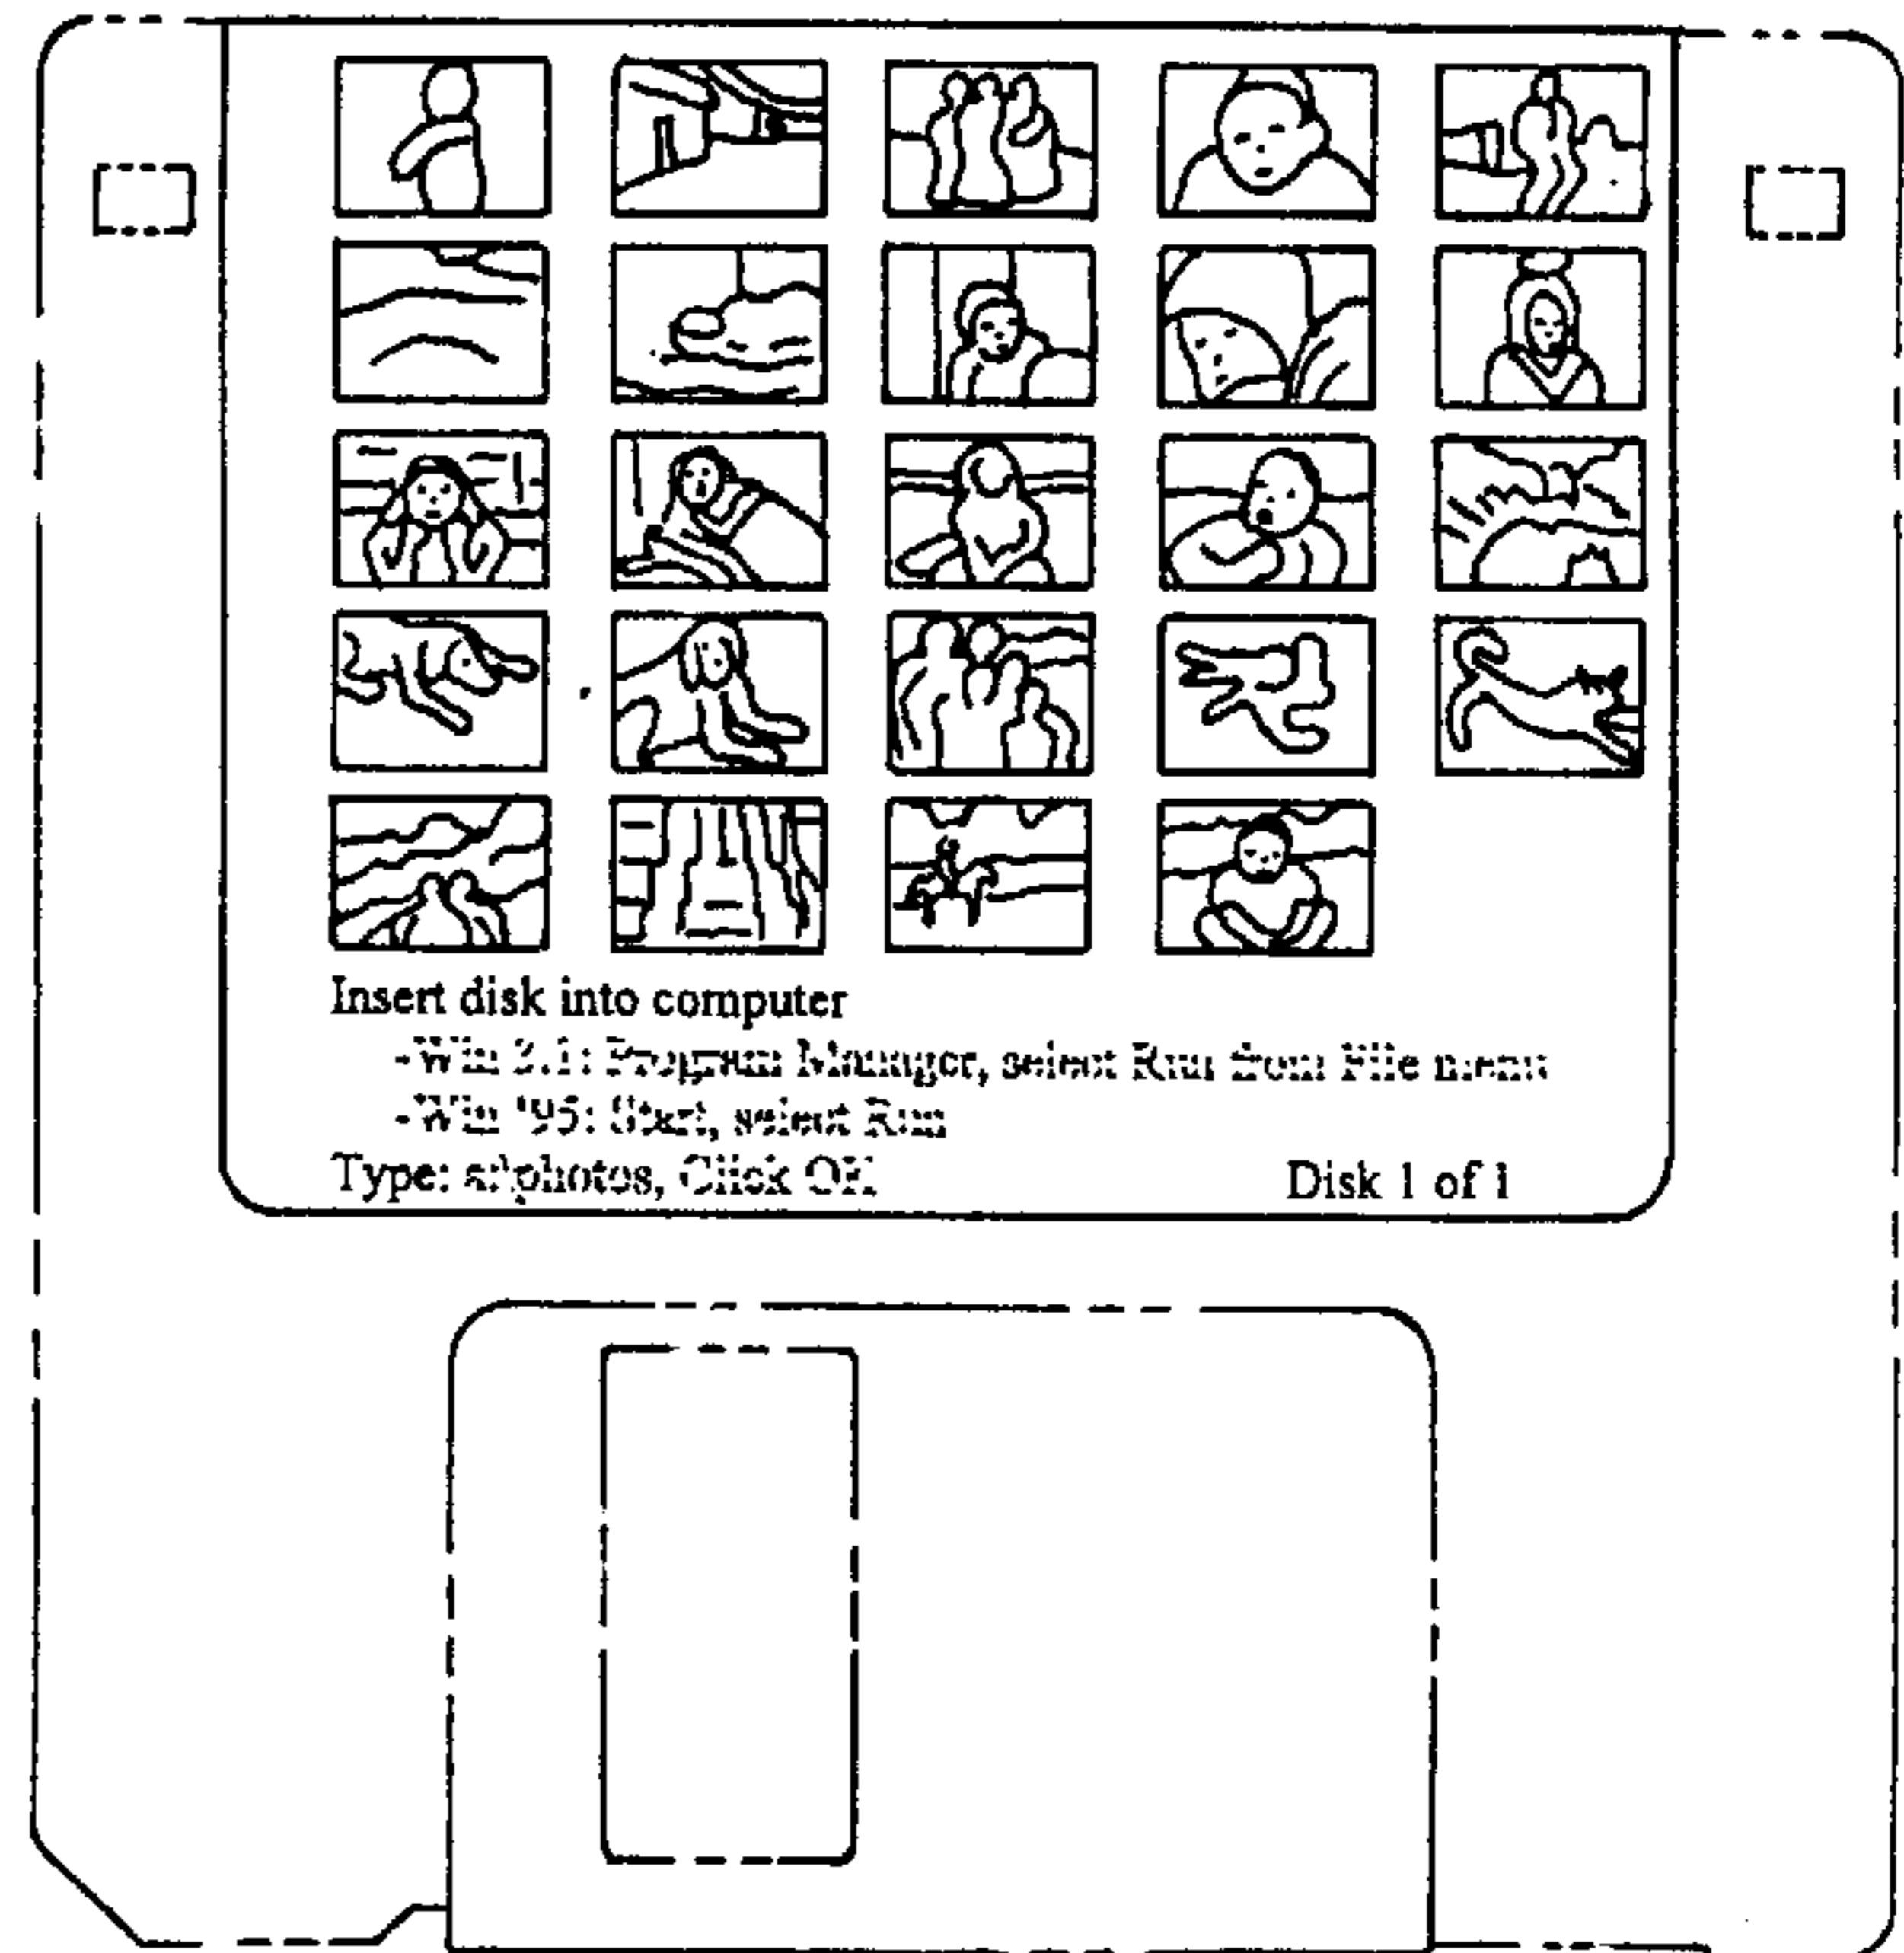 Insert disk into computer
-Win 3.1: Program Manager, select Run from File menu
-Win '95: Start, select Run
Type: a:\photos, Click OK
Disk 1 of 1